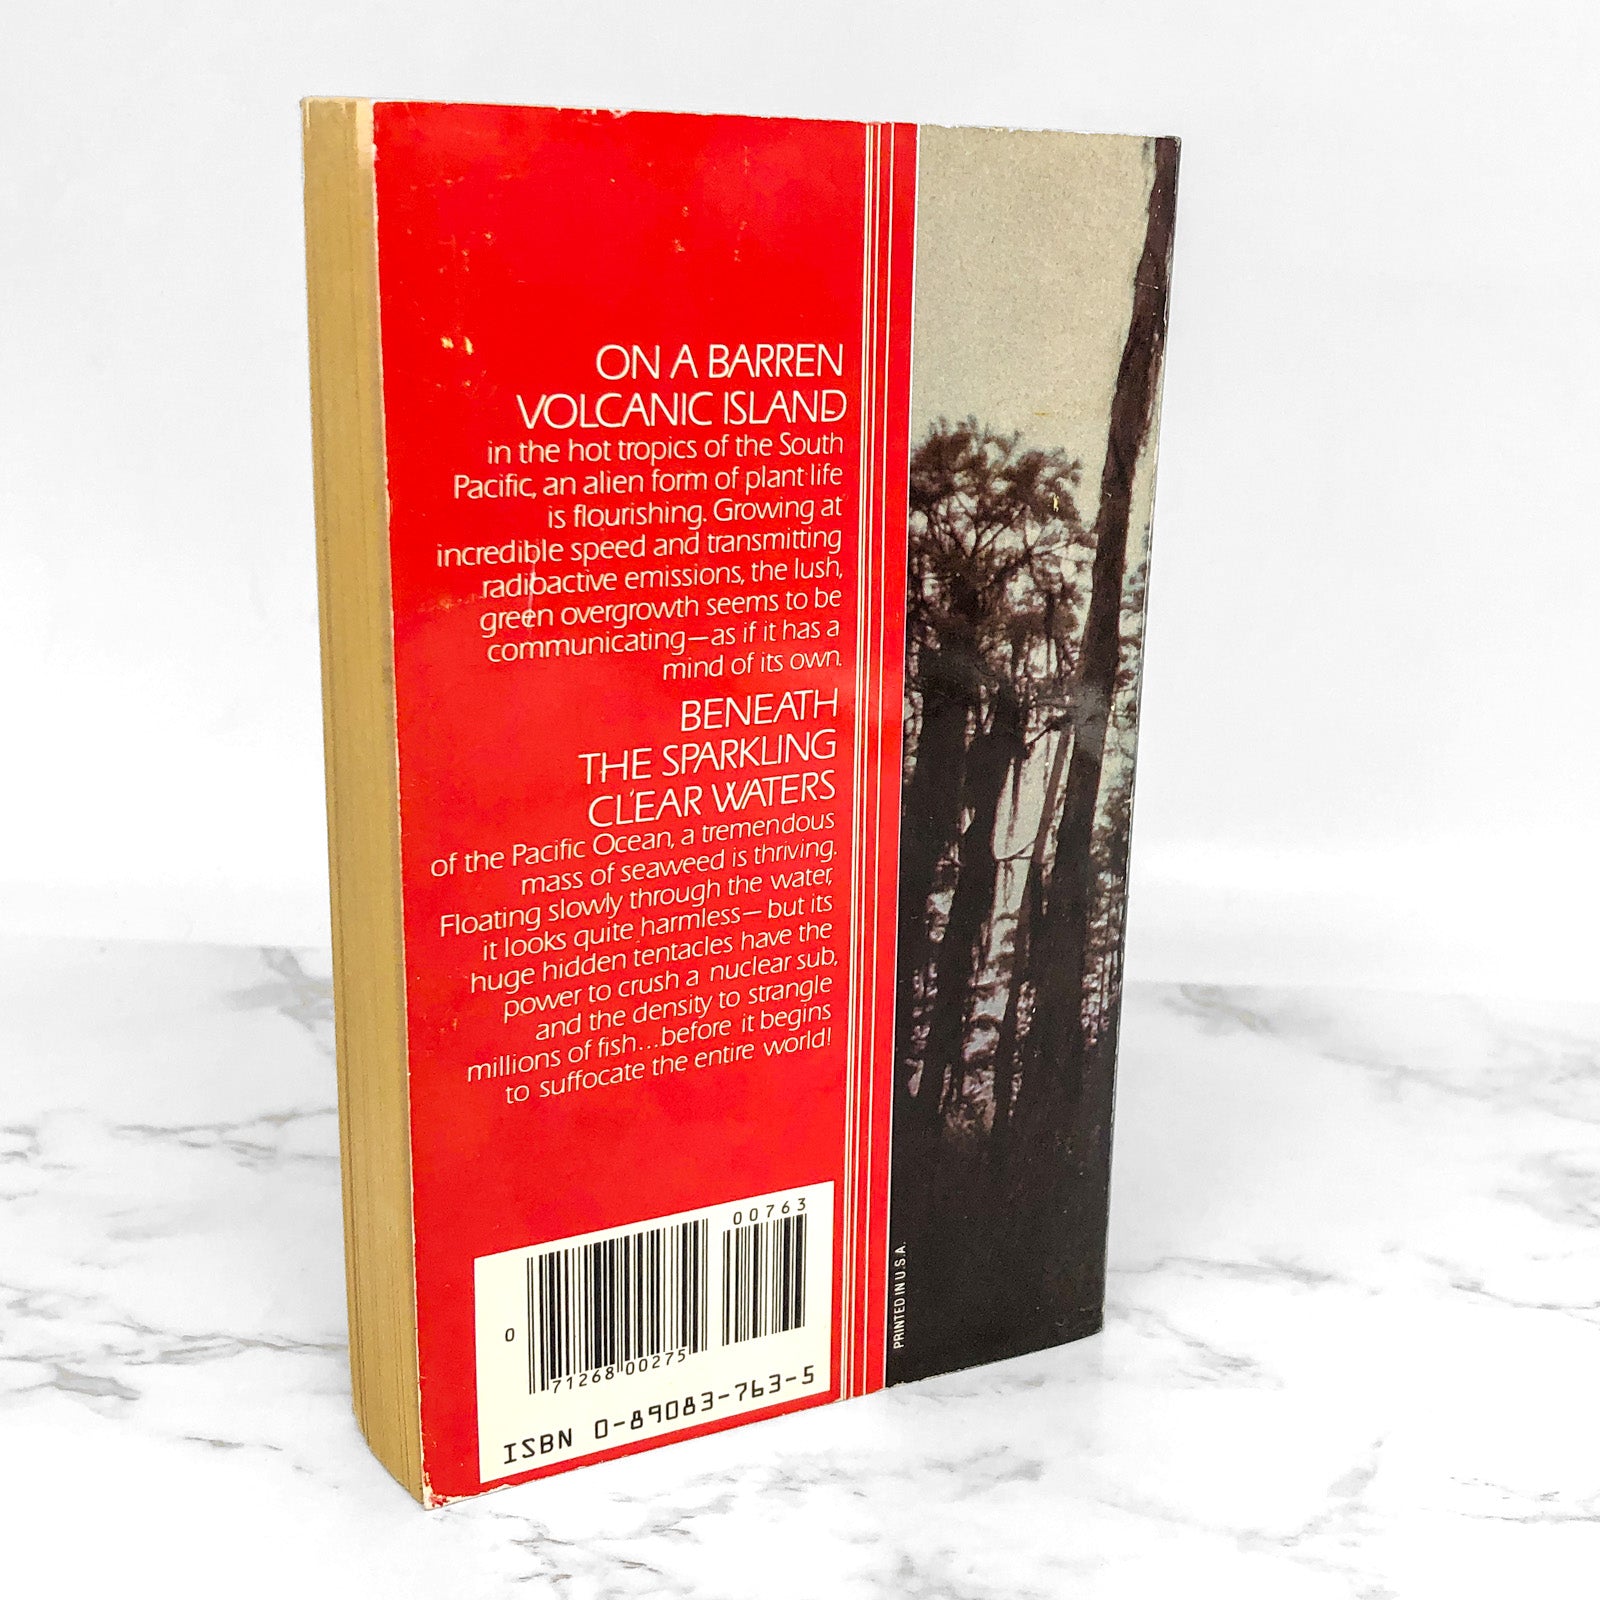 ON A BARREN
VOLCANIC ISLAND
in the hot tropics of the South
Pacific, an alien form of plant life
is flourishing. Growing at
incredible speed and transmitting
radioactive emissions, the lush,
green overgrowth seems to be
communicating—as if it has a
mind of its own.
BENEATH
THE SPARKLING
CLEAR WATERS
of the Pacific Ocean, a tremendous
mass of seaweed is thriving.
Floating slowly through the water,
it looks quite harmless—but its
huge hidden tentacles have the
power to crush a nuclear sub,
and the density to strangle
millions of fish...before it begins
to suffocate the entire world!
00763
0
71268 00275
ISBN 0-89083-763-5
PRINTED IN U.S.A.